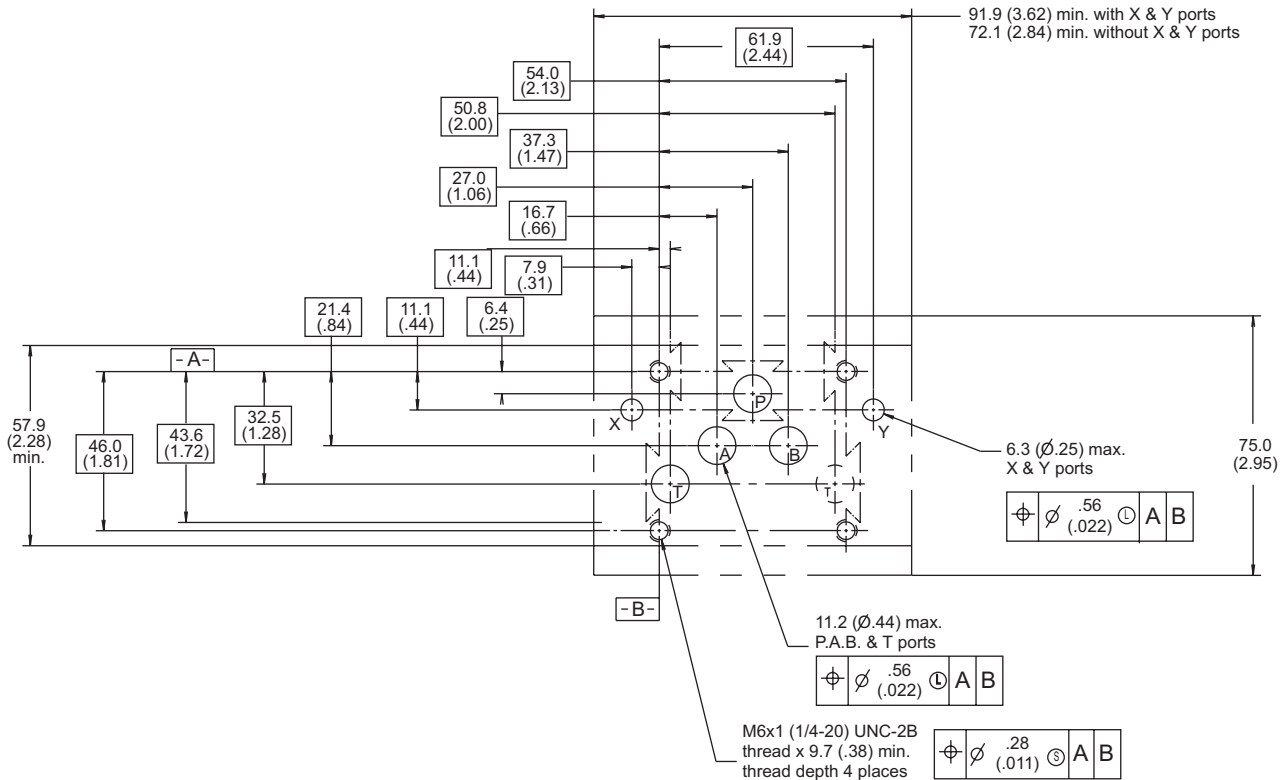 91.9 (3.62) min. with X & Y ports
72.1 (2.84) min. without X & Y ports
61.9
(2.44)
54.0
(2.13)
50.8
(2.00)
37.3
(1.47)
27.0
(1.06)
16.7
(.66)
11.1
(.44)
7.9
(.31)
21.4
(.84)
11.1
(.44)
6.4
(.25)
-A-
57.9
(2.28)
min.
46.0
(1.81)
43.6
(1.72)
32.5
(1.28)
X
P
Y
A
B
T
T
6.3 (Ø.25) max.
X & Y ports
75.0
(2.95)
⌖ Ø .56 (.022) Ⓛ A B
-B-
11.2 (Ø.44) max.
P.A.B. & T ports
⌖ Ø .56 (.022) Ⓛ A B
M6x1 (1/4-20) UNC-2B
thread x 9.7 (.38) min.
thread depth 4 places
⌖ Ø .28 (.011) Ⓢ A B